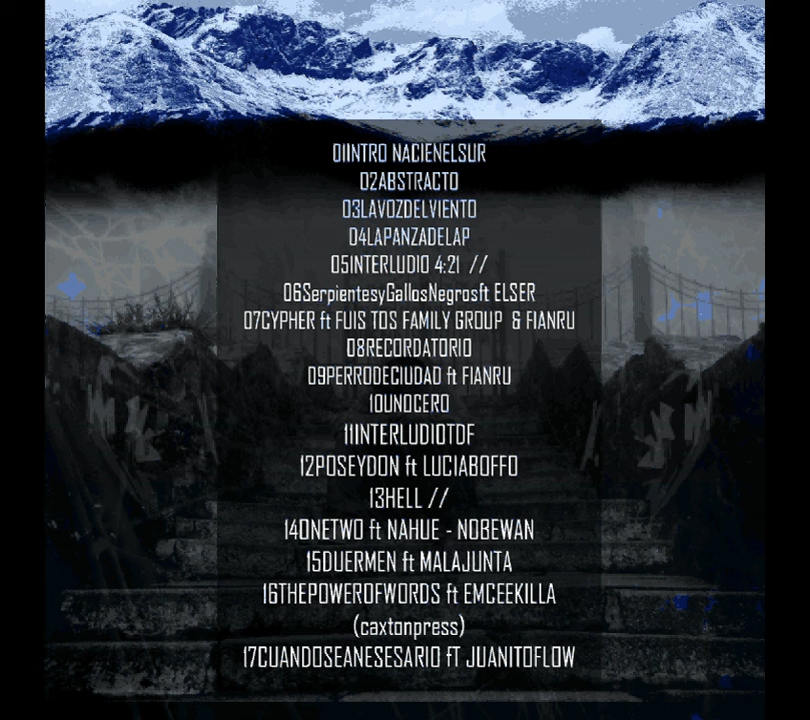 01INTRO NACIENELSUR
02ABSTRACTO
03LAVOZDELVIENTO
04LAPANZADELAP
05INTERLUDIO 4:21 //
06SerpientesyGallosNegrosft ELSER
07CYPHER ft FUIS TDS FAMILY GROUP & FIANRU
08RECORDATORIO
09PERRODECIUDAD ft FIANRU
10UNOCERO
11INTERLUDIOTDF
12POSEYDON ft LUCIABOFFO
13HELL //
14ONETWO ft NAHUE - NOBEWAN
15DUERMEN ft MALAJUNTA
16THEPOWEROFWORDS ft EMCEEKILLA
(caxtonpress)
17CUANDOSEANESESARIO fT JUANITOFLOW